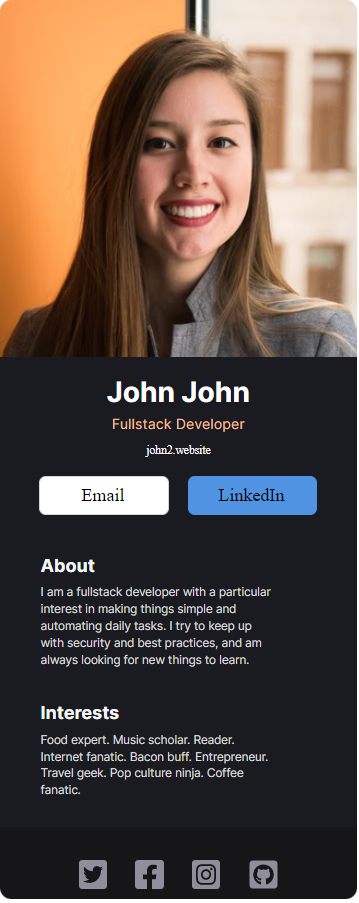 John John
Fullstack Developer
john2.website
Email
LinkedIn
About
I am a fullstack developer with a particular
interest in making things simple and
automating daily tasks. I try to keep up
with security and best practices, and am
always looking for new things to learn.
Interests
Food expert. Music scholar. Reader.
Internet fanatic. Bacon buff. Entrepreneur.
Travel geek. Pop culture ninja. Coffee
fanatic.